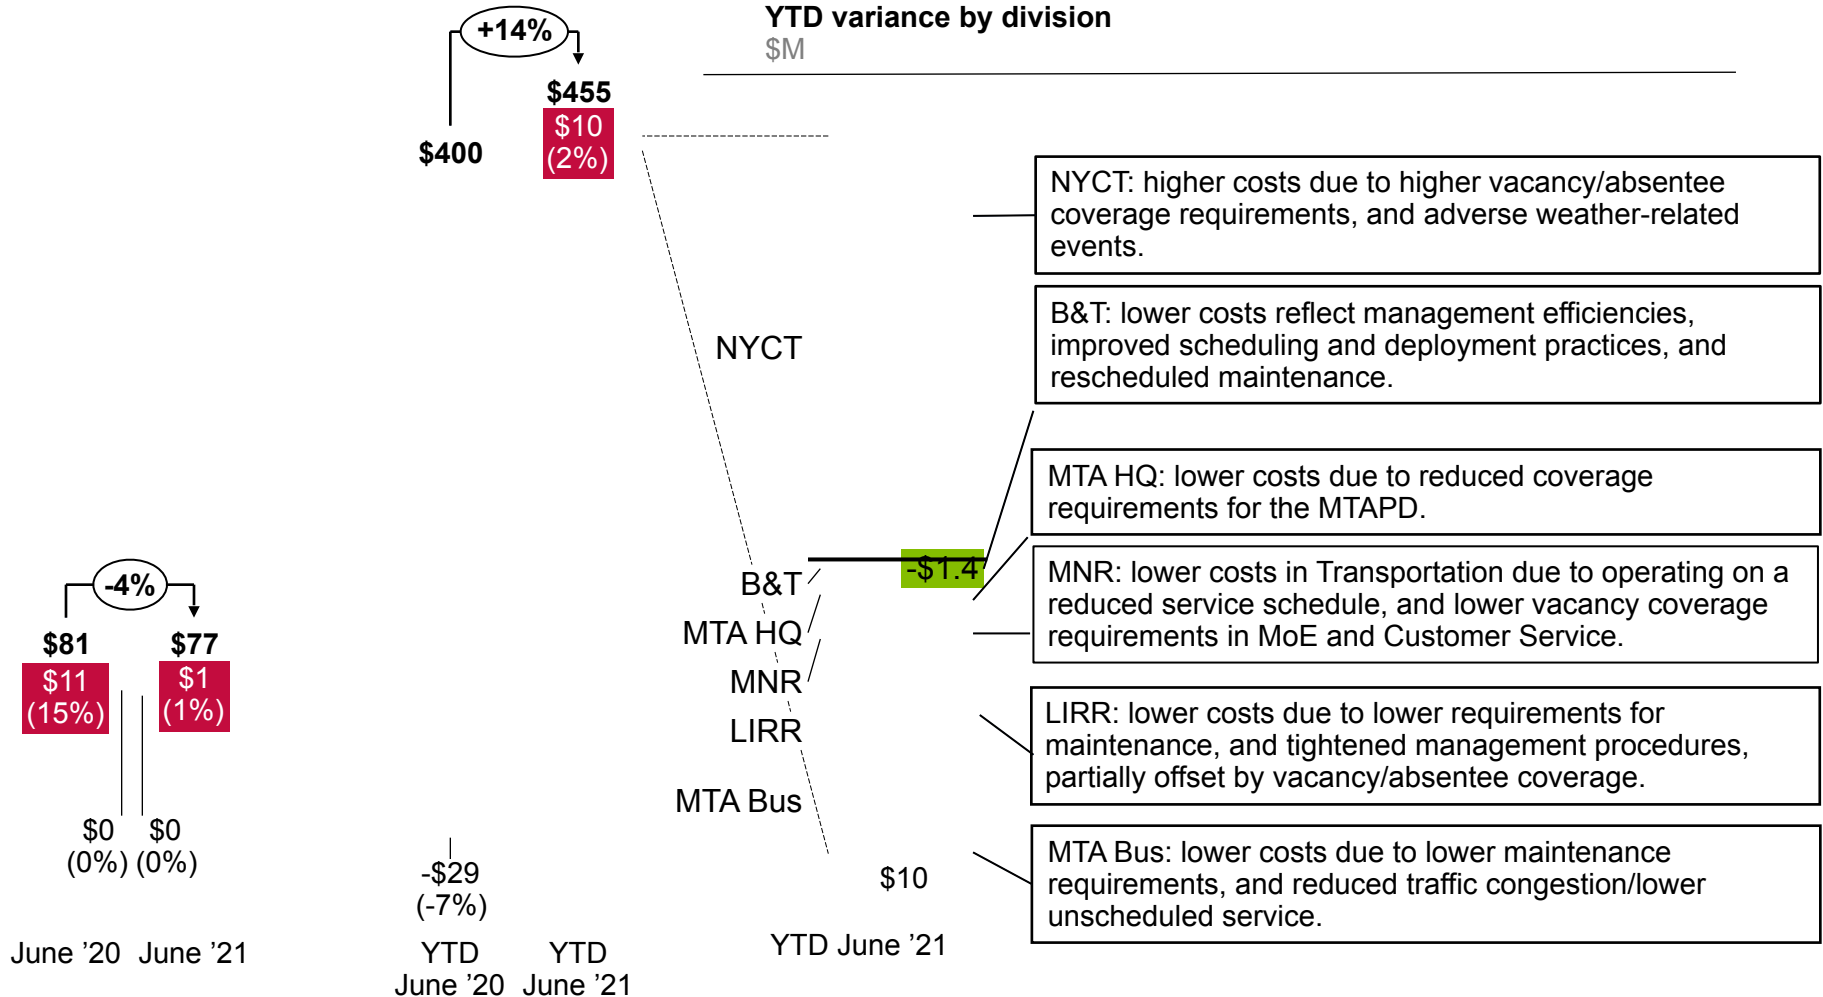 YTD variance by division
$M
+14%
$455
$10
(2%)
$400
NYCT: higher costs due to higher vacancy/absentee
coverage requirements, and adverse weather-related
events.
B&T: lower costs reflect management efficiencies,
improved scheduling and deployment practices, and
rescheduled maintenance.
NYCT
MTA HQ: lower costs due to reduced coverage
requirements for the MTAPD.
-$1.4
B&T
MTA HQ
MNR
LIRR
MTA Bus
MNR: lower costs in Transportation due to operating on a
reduced service schedule, and lower vacancy coverage
requirements in MoE and Customer Service.
-4%
$81
$77
$11
(15%)
$1
(1%)
LIRR: lower costs due to lower requirements for
maintenance, and tightened management procedures,
partially offset by vacancy/absentee coverage.
$0
(0%)
$0
(0%)
-$29
(-7%)
$10
MTA Bus: lower costs due to lower maintenance
requirements, and reduced traffic congestion/lower
unscheduled service.
June ’20
June ’21
YTD
June ’20
YTD
June ’21
YTD June ’21